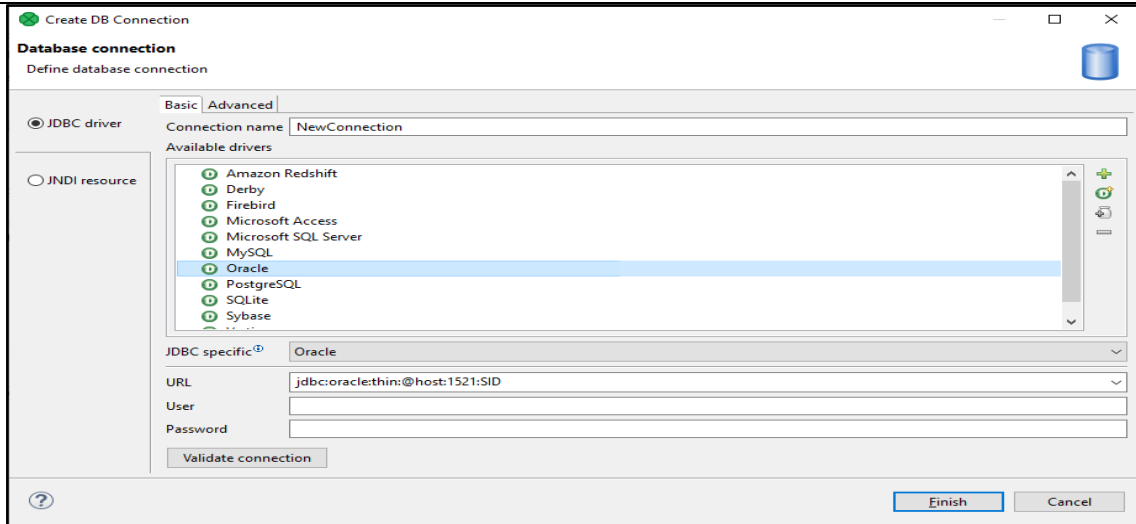 Create DB Connection
Database connection
Define database connection
Basic Advanced
JDBC driver
Connection name NewConnection
Available drivers
JNDI resource
Amazon Redshift
Derby
Firebird
Microsoft Access
Microsoft SQL Server
MySQL
Oracle
PostgreSQL
SQLite
Sybase
JDBC specific Oracle
URL jdbc:oracle:thin:@host:1521:SID
User
Password
Validate connection
? Finish Cancel